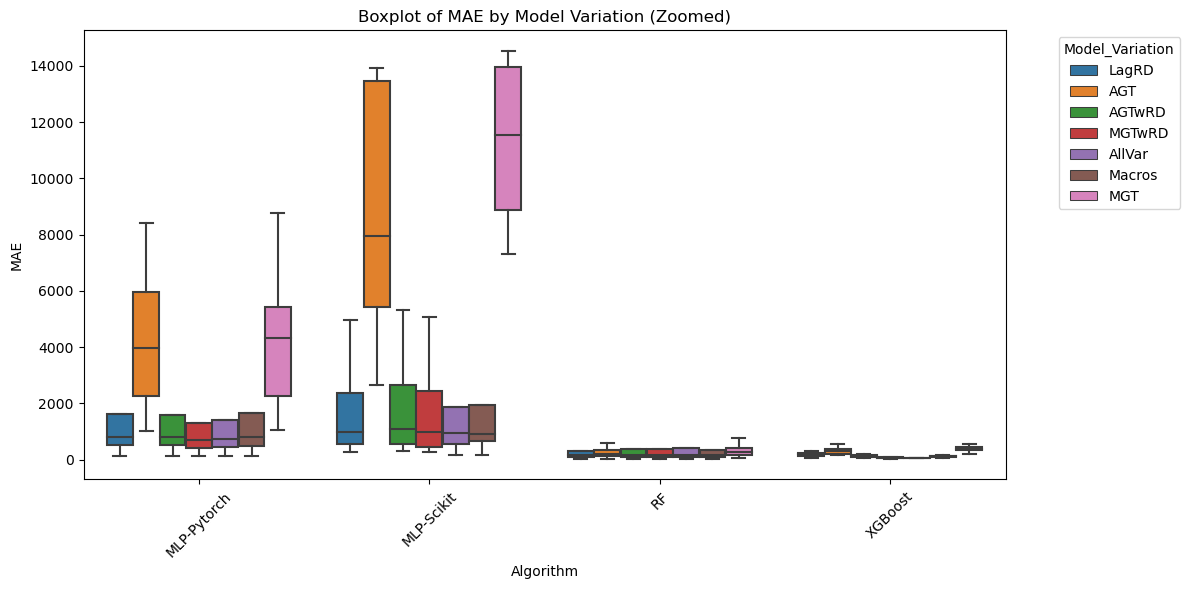 Boxplot of MAE by Model Variation (Zoomed)
MAE
14000
12000
10000
8000
6000
4000
2000
0
MLP-Pytorch
MLP-Scikit
RF
XGBoost
Algorithm
Model_Variation
LagRD
AGT
AGTwRD
MGTwRD
AllVar
Macros
MGT